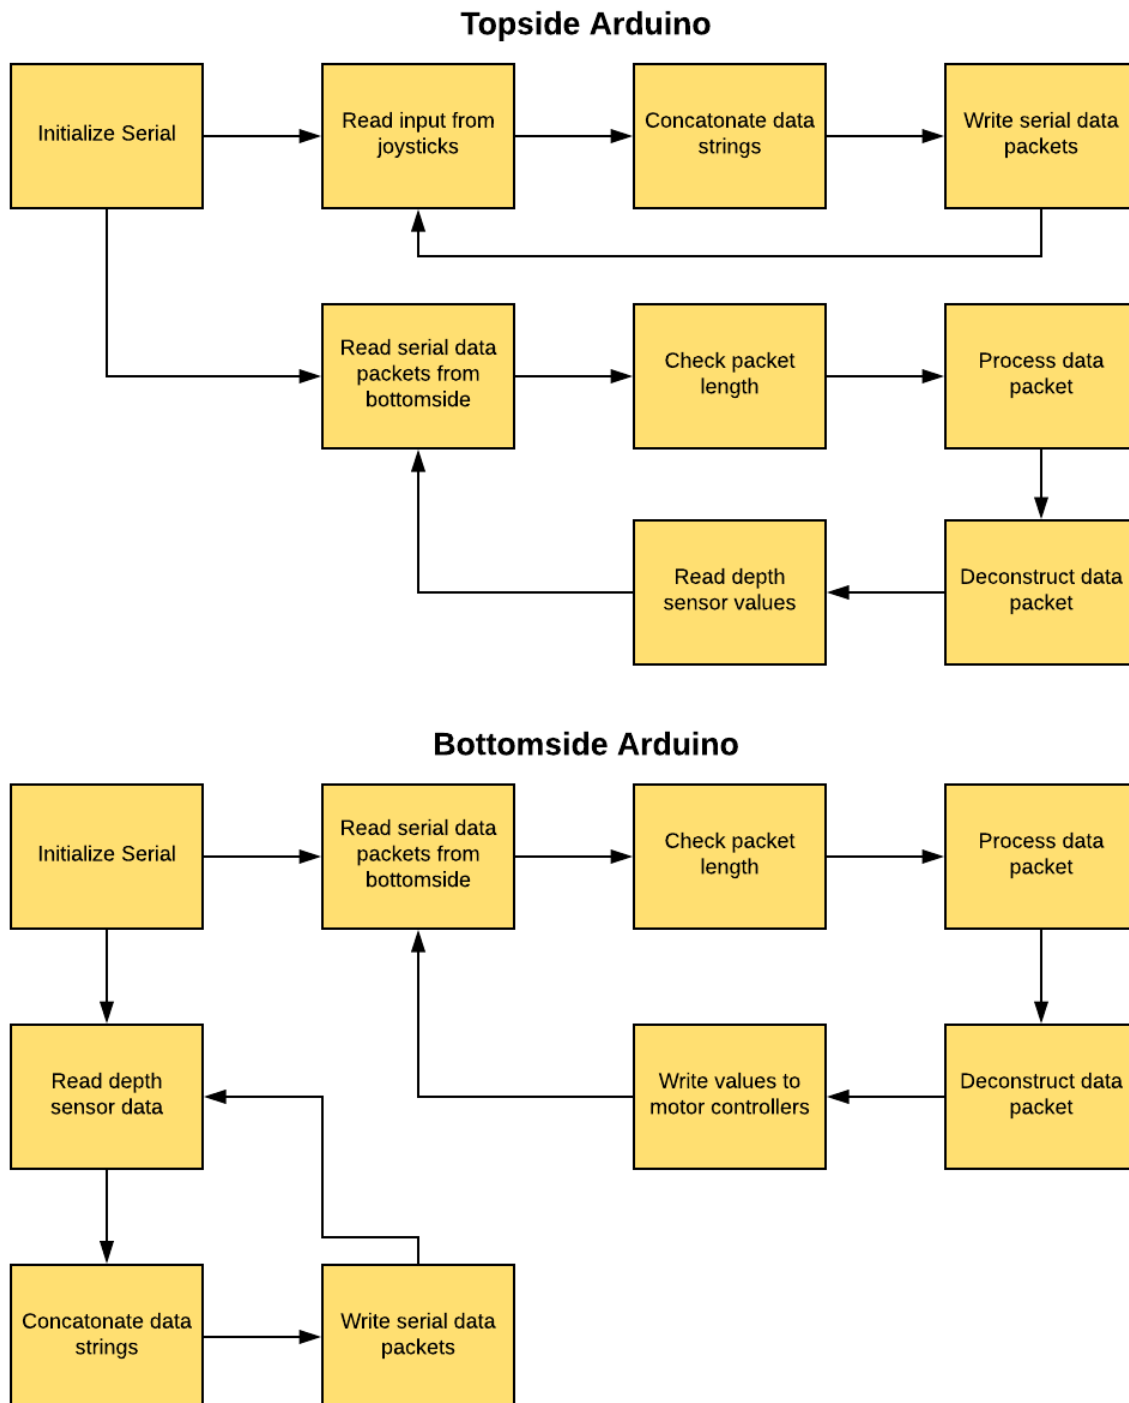 Topside Arduino
Initialize Serial
Read input from
joysticks
Concatonate data
strings
Write serial data
packets
Read serial data
packets from
bottomside
Check packet
length
Process data
packet
Read depth
sensor values
Deconstruct data
packet
Bottomside Arduino
Initialize Serial
Read serial data
packets from
bottomside
Check packet
length
Process data
packet
Read depth
sensor data
Write values to
motor controllers
Deconstruct data
packet
Concatonate data
strings
Write serial data
packets